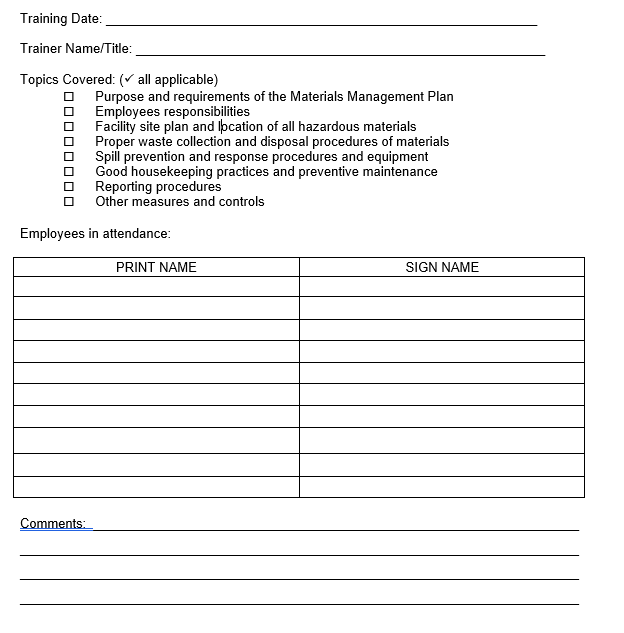 Training Date: ____________________
Trainer Name/Title: ____________________
Topics Covered: (✓ all applicable)
☐ Purpose and requirements of the Materials Management Plan
☐ Employees responsibilities
☐ Facility site plan and location of all hazardous materials
☐ Proper waste collection and disposal procedures of materials
☐ Spill prevention and response procedures and equipment
☐ Good housekeeping practices and preventive maintenance
☐ Reporting procedures
☐ Other measures and controls
Employees in attendance:
PRINT NAME SIGN NAME
Comments: ____________________